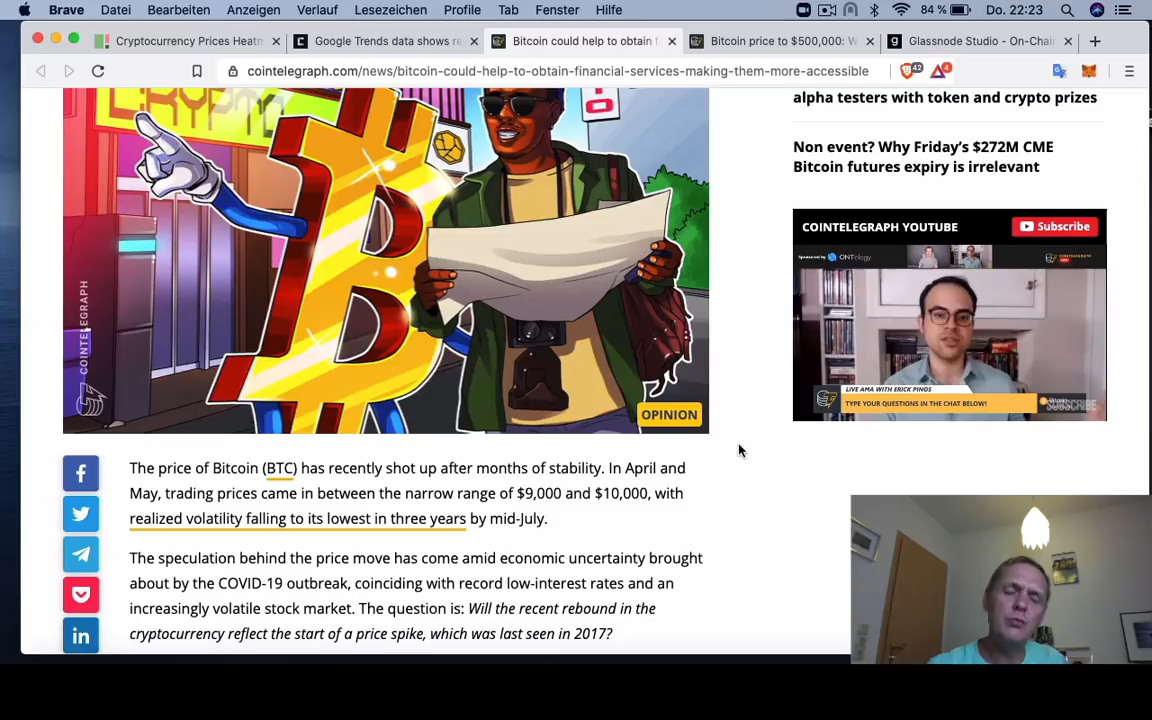 Brave Datei Bearbeiten Anzeigen Verlauf Lesezeichen Profile Tab Fenster Hilfe 84 % Do. 22:23
Cryptocurrency Prices Heatm
Google Trends data shows re
Bitcoin could help to obtain f
Bitcoin price to $500,000: W
Glassnode Studio - On-Chain
cointelegraph.com/news/bitcoin-could-help-to-obtain-financial-services-making-them-more-accessible
42
4
CRYPTO
COINTELEGRAPH
OPINION
The price of Bitcoin (BTC) has recently shot up after months of stability. In April and
May, trading prices came in between the narrow range of $9,000 and $10,000, with
realized volatility falling to its lowest in three years by mid-July.
The speculation behind the price move has come amid economic uncertainty brought
about by the COVID-19 outbreak, coinciding with record low-interest rates and an
increasingly volatile stock market. The question is: Will the recent rebound in the
cryptocurrency reflect the start of a price spike, which was last seen in 2017?
alpha testers with token and crypto prizes
Non event? Why Friday's $272M CME
Bitcoin futures expiry is irrelevant
COINTELEGRAPH YOUTUBE
Subscribe
Sponsored by ONTology
LIVE AMA WITH ERICK PINOS
TYPE YOUR QUESTIONS IN THE CHAT BELOW!
SUBSCRIBE